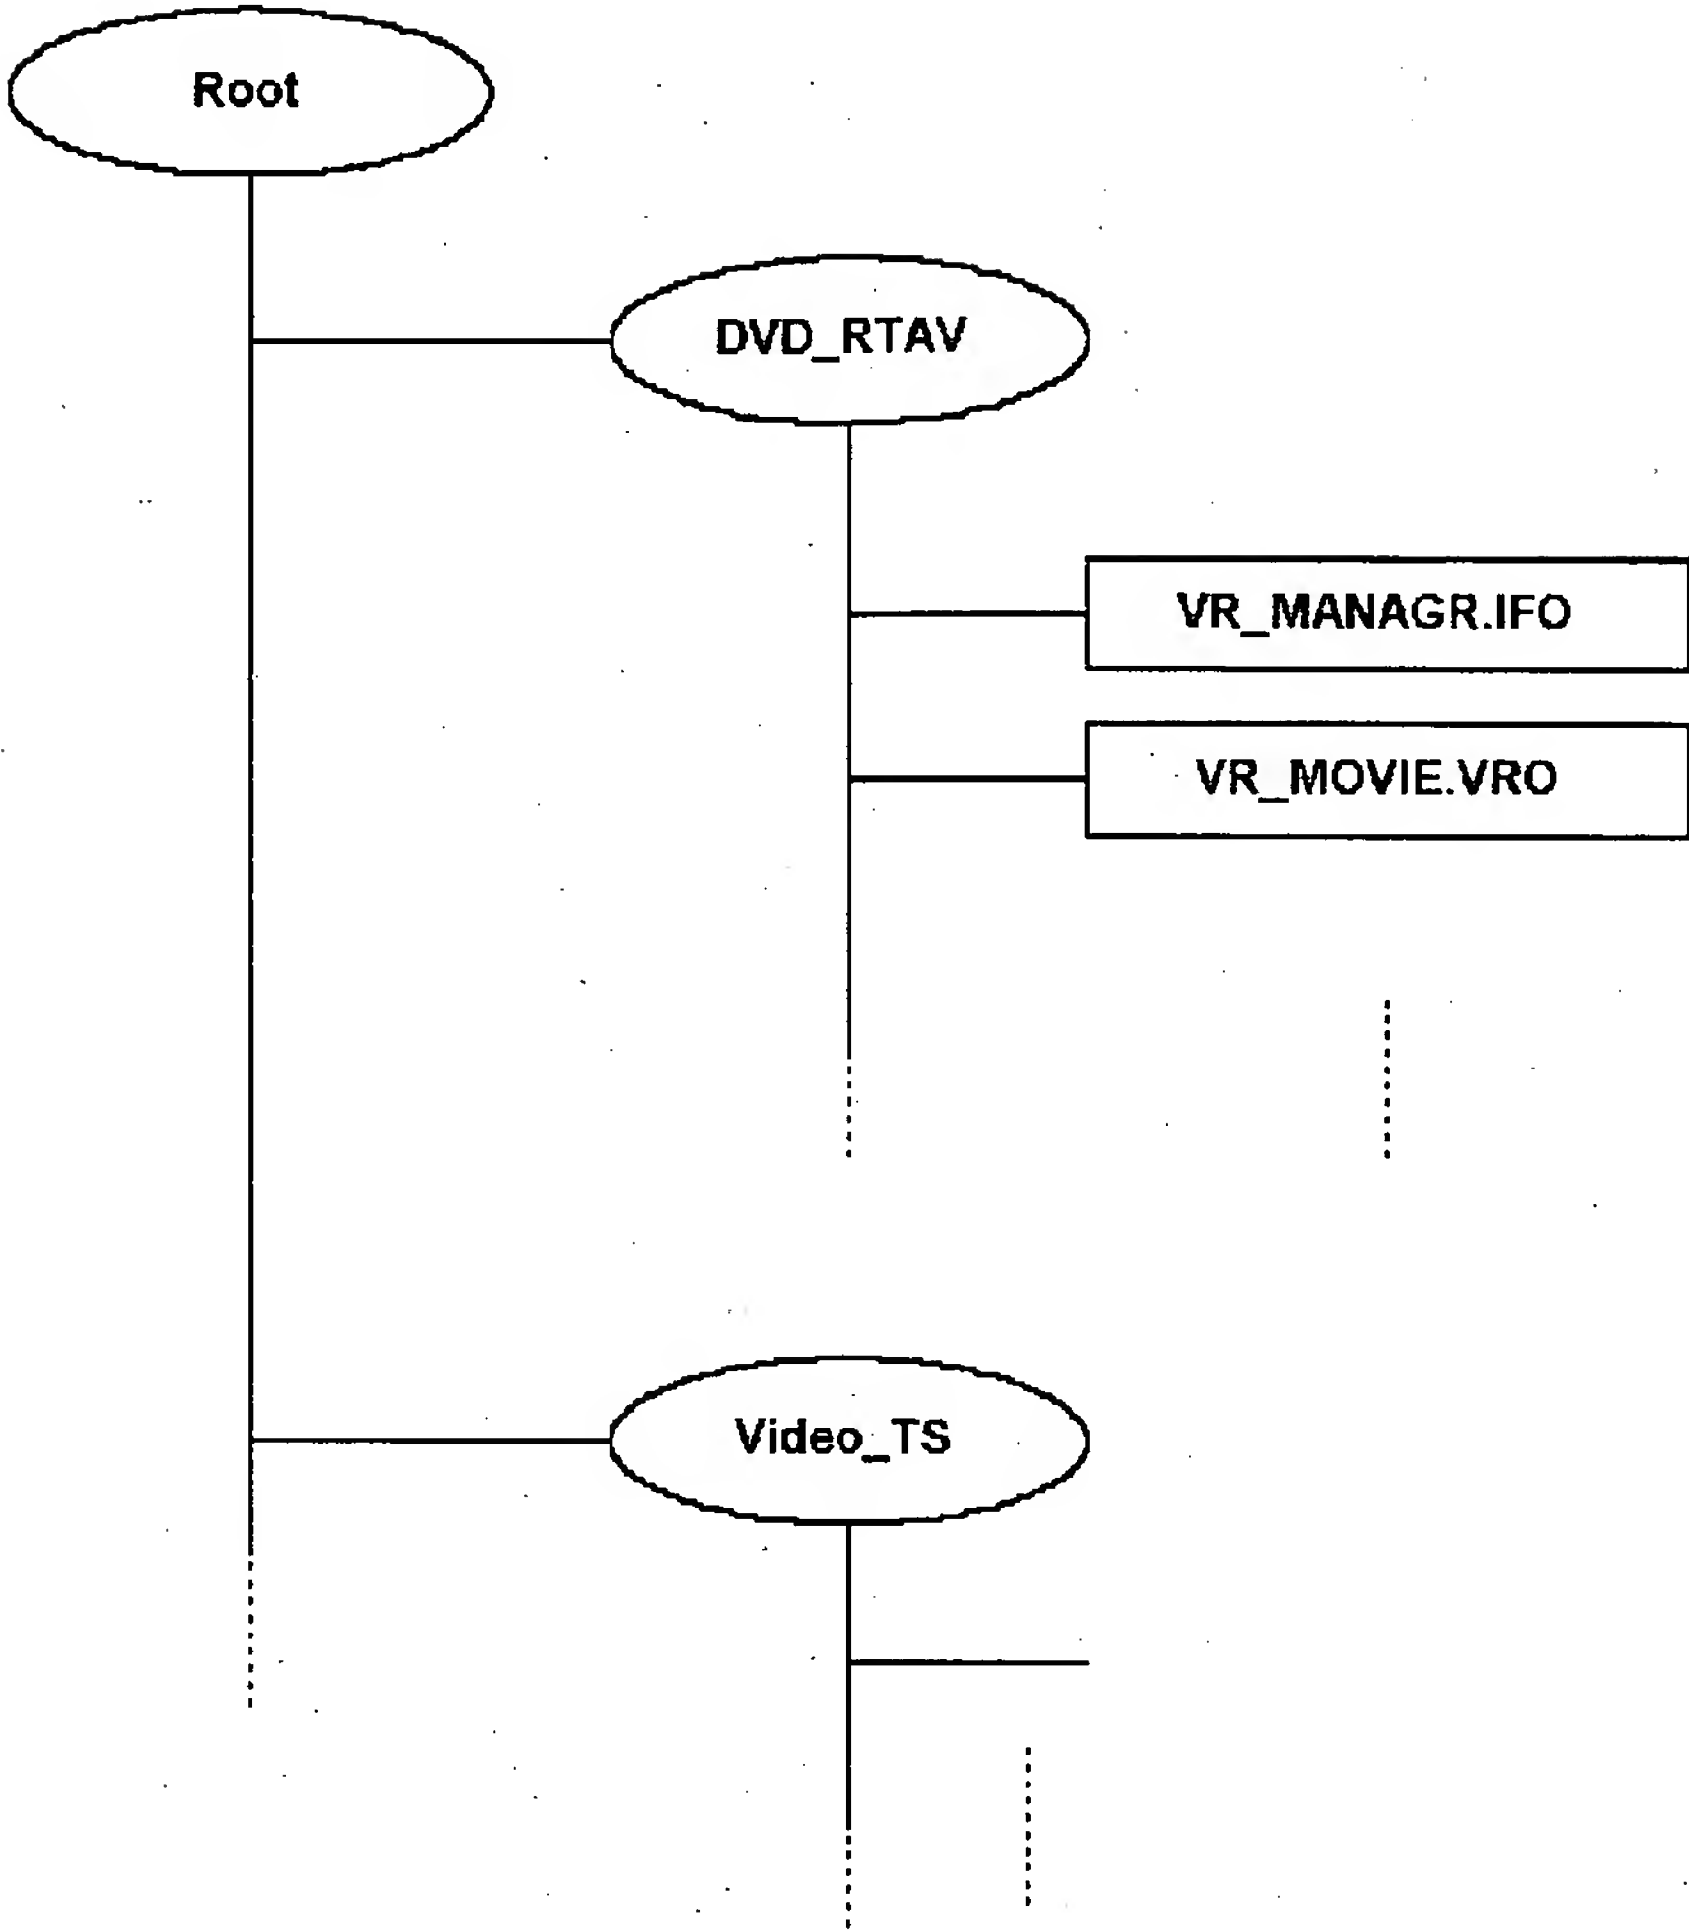 Root
DVD_RTAV
VR_MANAGR.IFO
VR_MOVIE.VRO
Video_TS